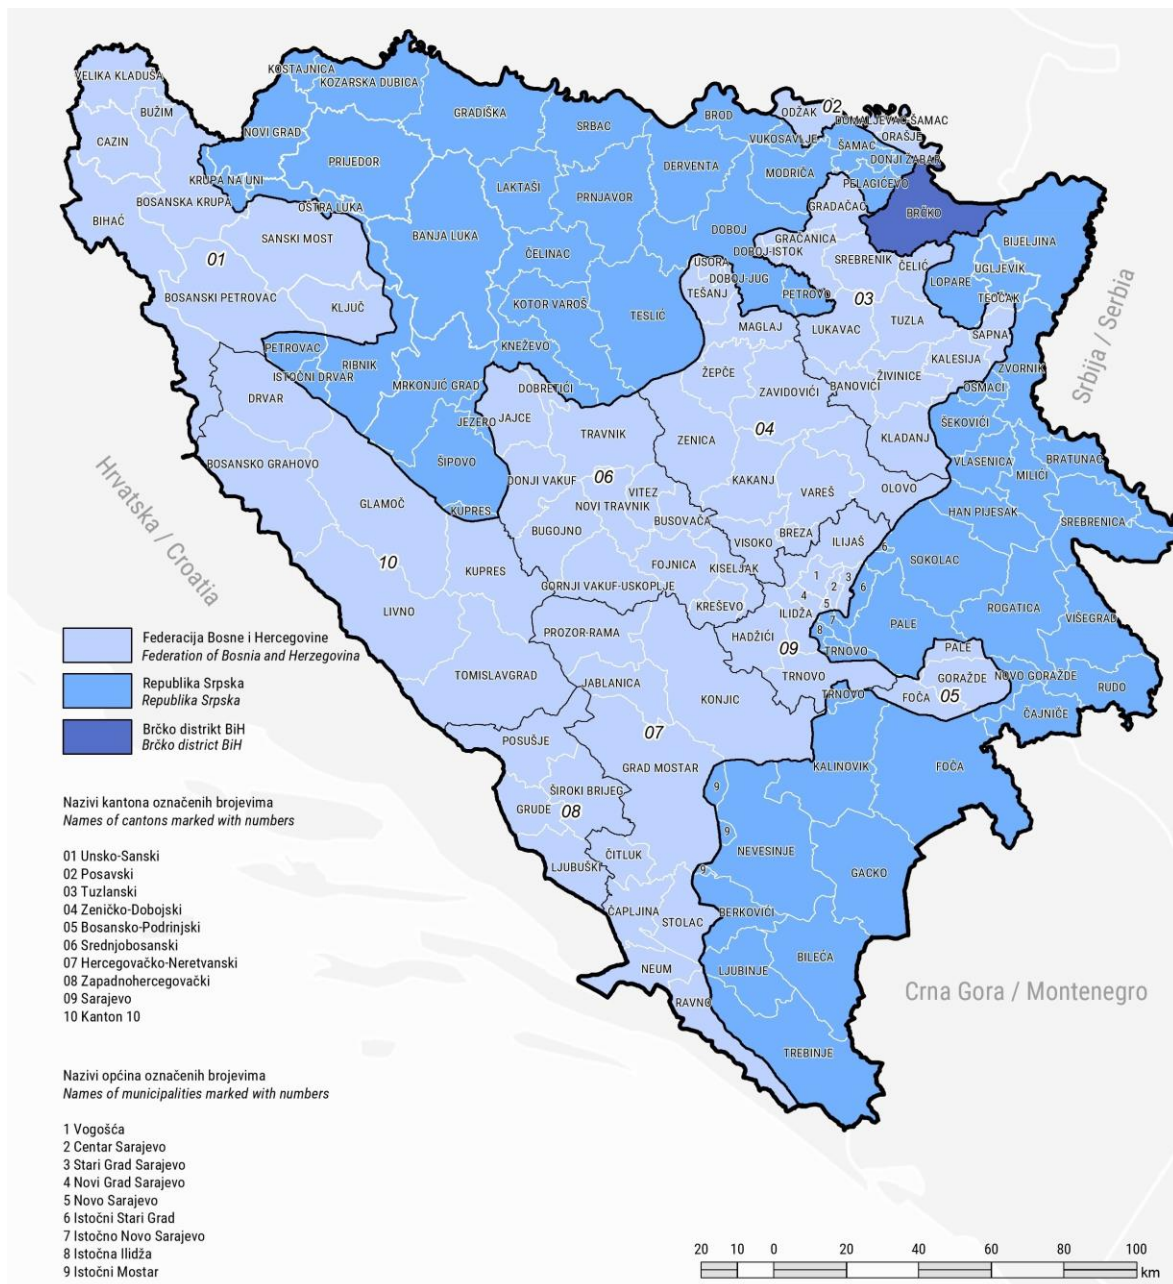 KOSTAJNICA
VELIKA KLADUŠA
KOZARSKA DUBICA
BUŽIM
GRADIŠKA
ODŽAK
02
BROD
DOMALJEVAC-ŠAMAC
SRBAC
NOVI GRAD
ORAŠJE
CAZIN
VUKOSAVLJE
ŠAMAC
DONJI ŽABAR
PRIJEDOR
DERVENTA
MODRIČA
KRUPA NA UNI
LAKTAŠI
PELAGIĆEVO
PRNJAVOR
BOSANSKA KRUPA
OŠTRA LUKA
GRADAČAC
BRČKO
BIHAĆ
SANSKI MOST
BANJA LUKA
DOBOJ
GRAČANICA
BIJELJINA
ČELINAC
DOBOJ-ISTOK
01
USORA
SREBRENIK
ČELIĆ
UGLJEVIK
DOBOJ-JUG
LOPARE
BOSANSKI PETROVAC
TEŠANJ
PETROVO
03
TEOČAK
KLJUČ
KOTOR VAROŠ
TESLIĆ
TUZLA
MAGLAJ
LUKAVAC
SAPNA
PETROVAC
KNEŽEVO
KALESIJA
RIBNIK
ŽEPČE
ZVORNIK
ISTOČNI DRVAR
MRKONJIĆ GRAD
DOBRETIĆI
ŽIVINICE
BANOVIĆI
OSMACI
ZAVIDOVIĆI
DRVAR
JAJCE
JEZERO
ŠEKOVIĆI
TRAVNIK
ZENICA
04
KLADANJ
Srbija / Serbia
BOSANSKO GRAHOVO
ŠIPOVO
VLASENICA
BRATUNAC
MILIĆI
DONJI VAKUF
06
KAKANJ
OLOVO
VITEZ
VAREŠ
GLAMOČ
KUPRES
NOVI TRAVNIK
HAN PIJESAK
BUSOVAČA
SREBRENICA
BUGOJNO
BREZA
VISOKO
ILIJAŠ
6
SOKOLAC
10
KUPRES
FOJNICA
KISELJAK
1
3
2
6
GORNJI VAKUF-USKOPLJE
4
5
LIVNO
KREŠEVO
ILIDŽA
7
ROGATICA
VIŠEGRAD
8
PALE
PROZOR-RAMA
HADŽIĆI
09
TRNOVO
PALE
TOMISLAVGRAD
JABLANICA
TRNOVO
GORAŽDE
NOVO GORAŽDE
KONJIC
TRNOVO
FOČA
05
RUDO
ČAJNIČE
07
POSUŠJE
GRAD MOSTAR
KALINOVIK
FOČA
ŠIROKI BRIJEG
9
GRUDE
08
9
NEVESINJE
ČITLUK
LJUBUŠKI
9
GACKO
ČAPLJINA
BERKOVIĆI
STOLAC
BILEĆA
NEUM
LJUBINJE
RAVNO
TREBINJE
Hrvatska / Croatia
Crna Gora / Montenegro
Federacija Bosne i Hercegovine
Federation of Bosnia and Herzegovina
Republika Srpska
Republika Srpska
Brčko distrikt BiH
Brčko district BiH
Nazivi kantona označenih brojevima
Names of cantons marked with numbers
01 Unsko-Sanski
02 Posavski
03 Tuzlanski
04 Zeničko-Dobojski
05 Bosansko-Podrinjski
06 Srednjobosanski
07 Hercegovačko-Neretvanski
08 Zapadnohercegovački
09 Sarajevo
10 Kanton 10
Nazivi općina označenih brojevima
Names of municipalities marked with numbers
1 Vogošća
2 Centar Sarajevo
3 Stari Grad Sarajevo
4 Novi Grad Sarajevo
5 Novo Sarajevo
6 Istočni Stari Grad
7 Istočno Novo Sarajevo
8 Istočna Ilidža
9 Istočni Mostar
20 10 0 20 40 60 80 100
km